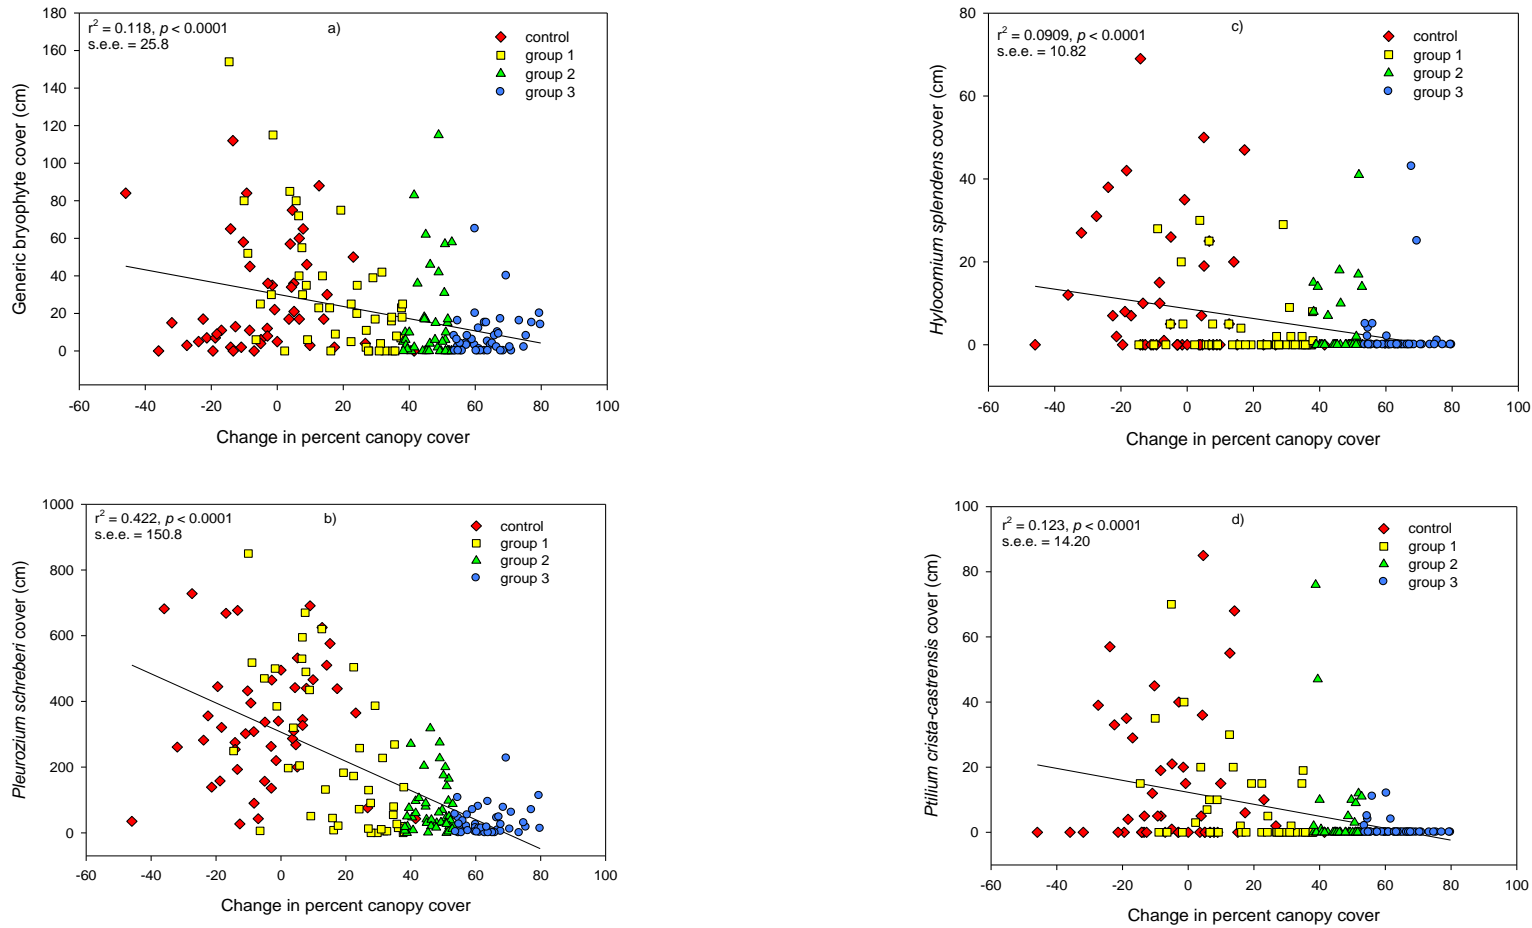 a)
r2 = 0.118, p < 0.0001
s.e.e. = 25.8
control
group 1
group 2
group 3
Generic bryophyte cover (cm)
180
160
140
120
100
80
60
40
20
0
-60 -40 -20 0 20 40 60 80 100
Change in percent canopy cover
c)
r2 = 0.0909, p < 0.0001
s.e.e. = 10.82
control
group 1
group 2
group 3
Hylocomium splendens cover (cm)
80
60
40
20
0
-60 -40 -20 0 20 40 60 80 100
Change in percent canopy cover
b)
r2 = 0.422, p < 0.0001
s.e.e. = 150.8
control
group 1
group 2
group 3
Pleurozium schreberi cover (cm)
1000
800
600
400
200
0
-60 -40 -20 0 20 40 60 80 100
Change in percent canopy cover
d)
r2 = 0.123, p < 0.0001
s.e.e. = 14.20
control
group 1
group 2
group 3
Ptilium crista-castrensis cover (cm)
100
80
60
40
20
0
-60 -40 -20 0 20 40 60 80 100
Change in percent canopy cover